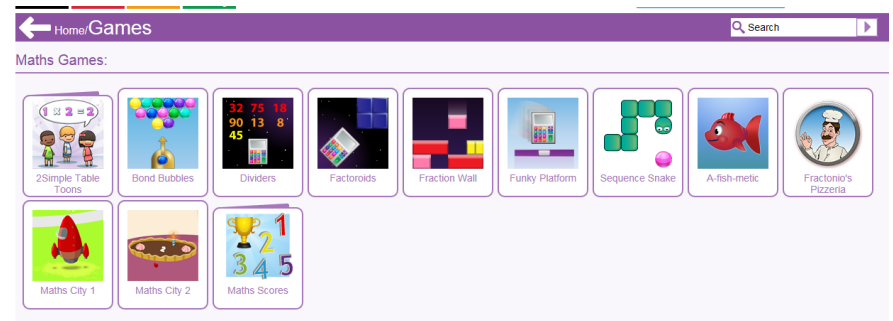 Home/Games
Search
Maths Games:
1 x 2 = 2
32 75 18
90 13 8
45
2Simple Table
Toons
Bond Bubbles
Dividers
Factoroids
Fraction Wall
Funky Platform
Sequence Snake
A-fish-metic
Fractonio's
Pizzeria
1
2
3 4 5
Maths City 1
Maths City 2
Maths Scores